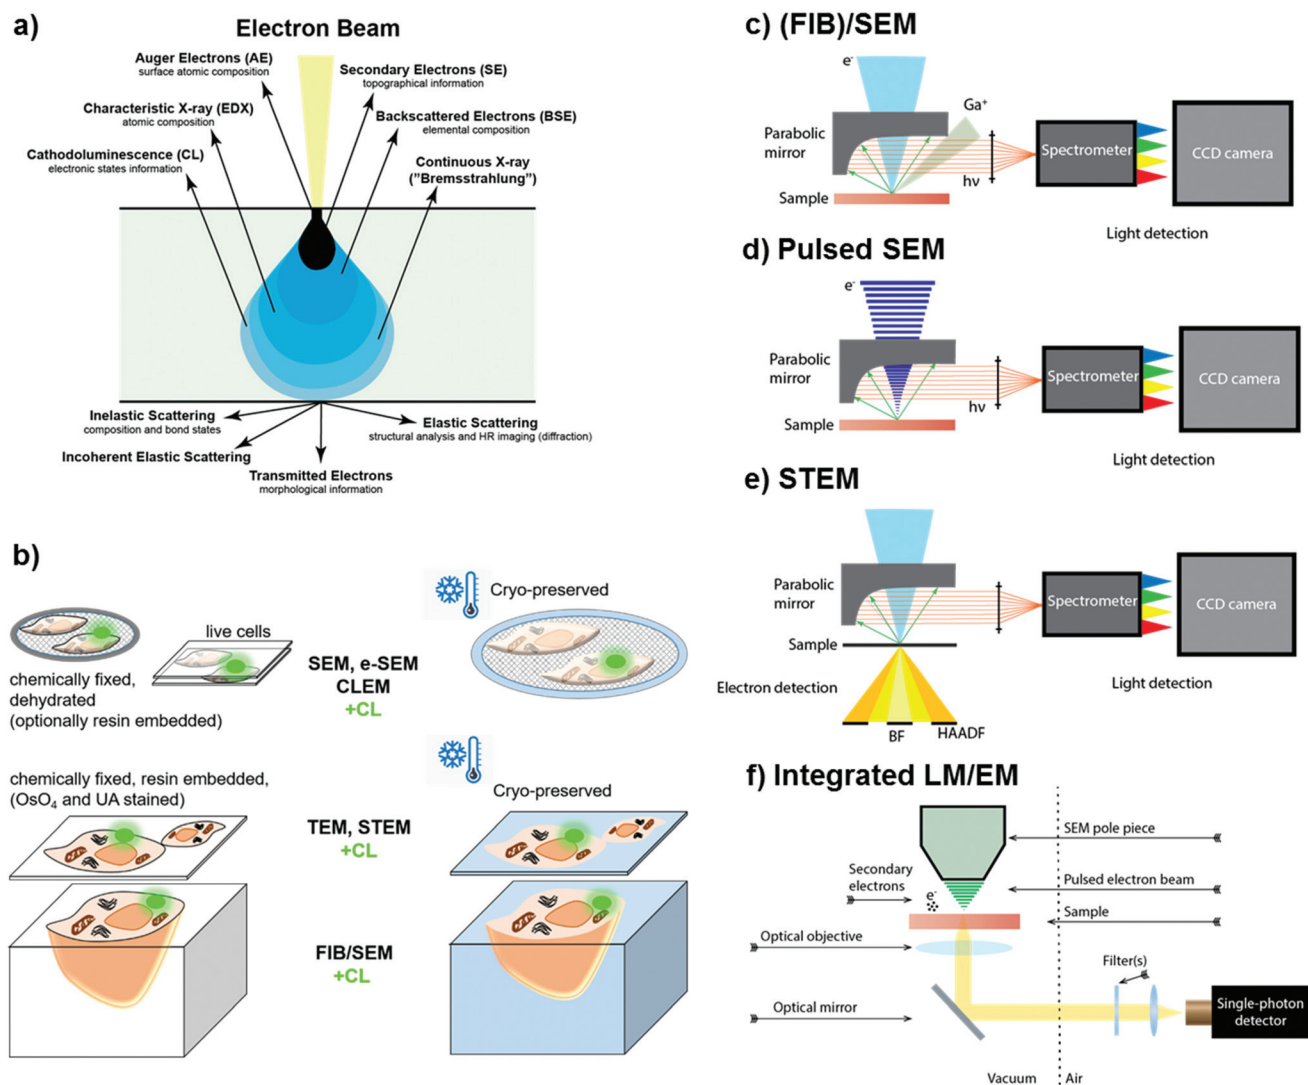 a)
Electron Beam
Auger Electrons (AE)
surface atomic composition
Secondary Electrons (SE)
topographical information
Characteristic X-ray (EDX)
atomic composition
Backscattered Electrons (BSE)
elemental composition
Cathodoluminescence (CL)
electronic states information
Continuous X-ray
("Bremsstrahlung")
Inelastic Scattering
composition and bond states
Elastic Scattering
structural analysis and HR imaging (diffraction)
Incoherent Elastic Scattering
Transmitted Electrons
morphological information
b)
live cells
chemically fixed,
dehydrated
(optionally resin embedded)
SEM, e-SEM
CLEM
+CL
Cryo-preserved
chemically fixed, resin embedded,
(OsO₄ and UA stained)
TEM, STEM
+CL
Cryo-preserved
FIB/SEM
+CL
c) (FIB)/SEM
e⁻
Ga⁺
Parabolic
mirror
Sample
hν
Spectrometer
CCD camera
Light detection
d) Pulsed SEM
e⁻
Parabolic
mirror
Sample
hν
Spectrometer
CCD camera
Light detection
e) STEM
Parabolic
mirror
Sample
Electron detection
BF
HAADF
Spectrometer
CCD camera
Light detection
f) Integrated LM/EM
SEM pole piece
Secondary
electrons
e⁻
Pulsed electron beam
Sample
Optical objective
Filter(s)
Optical mirror
Single-photon
detector
Vacuum
Air